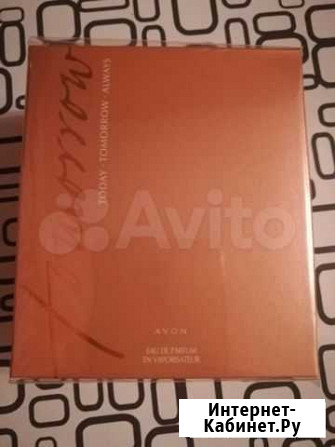 tomorrow
TODAY · TOMORROW · ALWAYS
Avito
AVON
EAU DE PARFUM
EN VAPORISATEUR
Интернет-
Кабинет.Ру